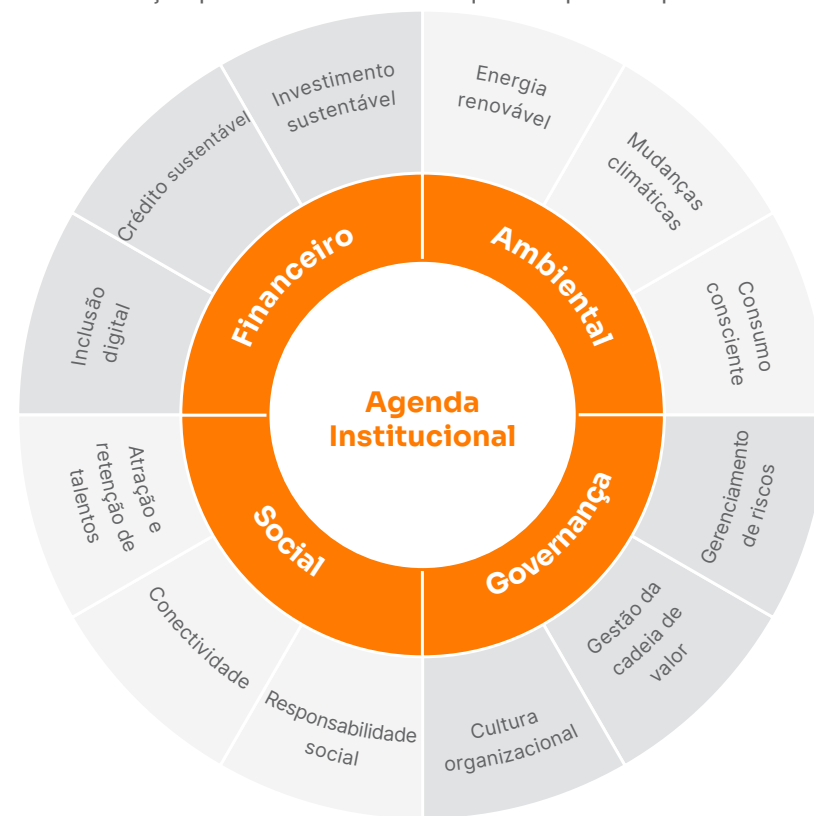 Agenda
Institucional
Financeiro
Ambiental
Governança
Social
Investimento
sustentável
Energia
renovável
Mudanças
climáticas
Consumo
consciente
Gerenciamento
de riscos
Gestão da
cadeia de
valor
Cultura
organizacional
Responsabilidade
social
Conectividade
Atração e
retenção de
talentos
Inclusão
digital
Crédito sustentável